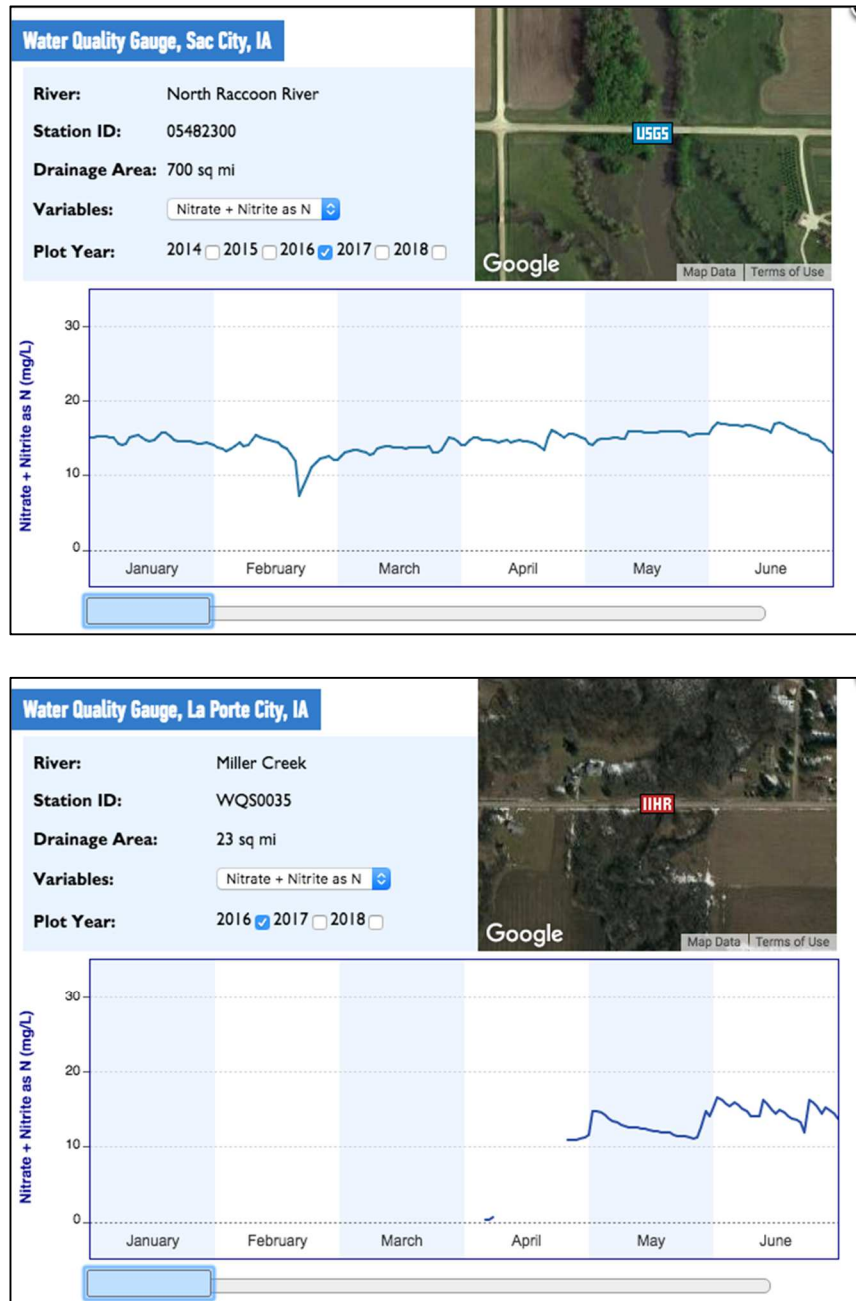 Water Quality Gauge, Sac City, IA
River: North Raccoon River
Station ID: 05482300
Drainage Area: 700 sq mi
Variables: Nitrate + Nitrite as N
Plot Year: 2014 2015 2016 2017 2018
USGS
Google
Map Data Terms of Use
Nitrate + Nitrite as N (mg/L)
30
20
10
0
January February March April May June
Water Quality Gauge, La Porte City, IA
River: Miller Creek
Station ID: WQS0035
Drainage Area: 23 sq mi
Variables: Nitrate + Nitrite as N
Plot Year: 2016 2017 2018
IIHR
Google
Map Data Terms of Use
Nitrate + Nitrite as N (mg/L)
30
20
10
0
January February March April May June